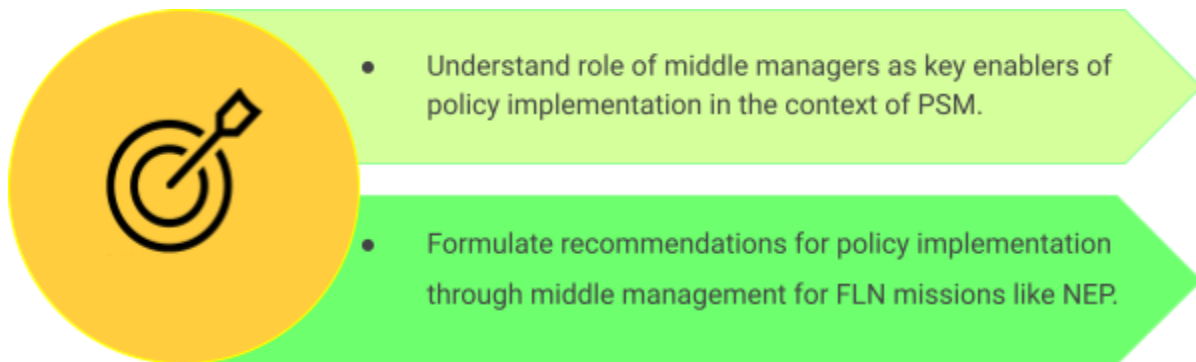 ● Understand role of middle managers as key enablers of
policy implementation in the context of PSM.
● Formulate recommendations for policy implementation
through middle management for FLN missions like NEP.